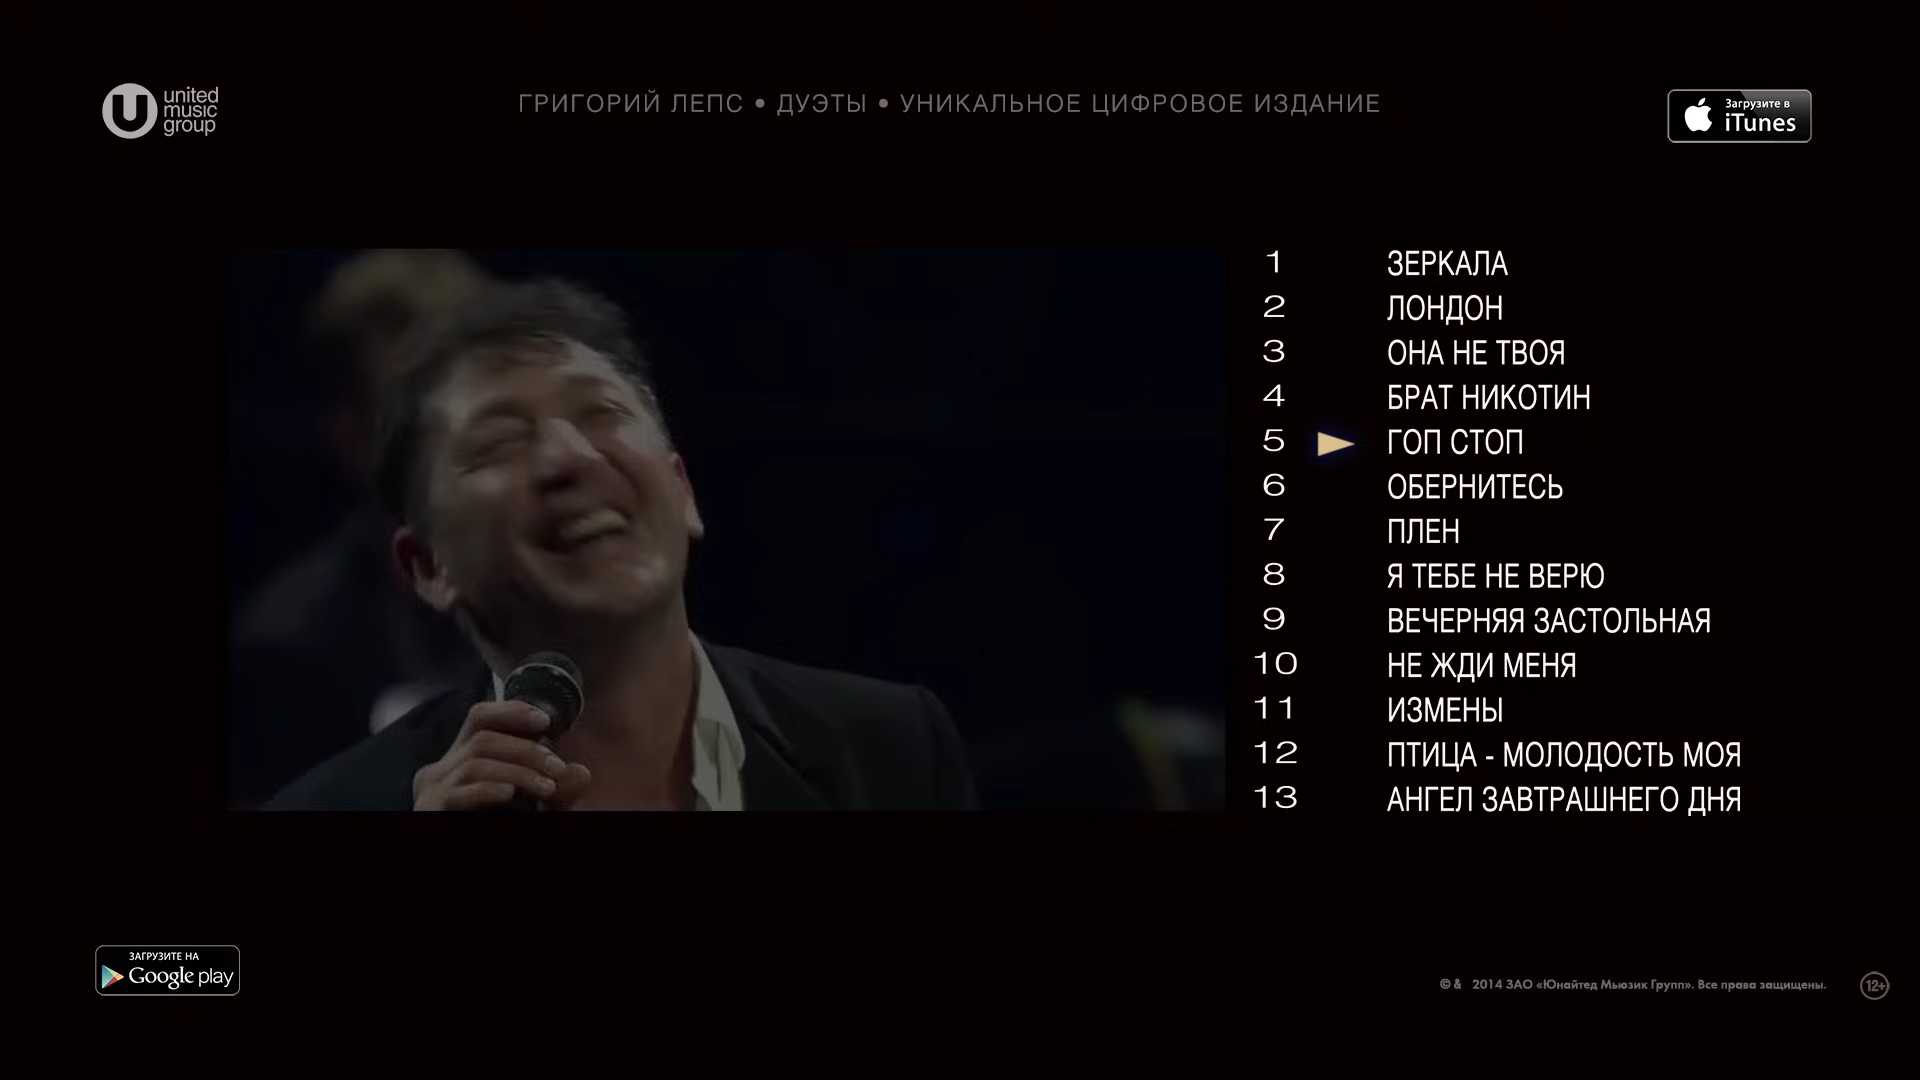 united
music
group
ГРИГОРИЙ ЛЕПС • ДУЭТЫ • УНИКАЛЬНОЕ ЦИФРОВОЕ ИЗДАНИЕ
Загрузите в
iTunes
1 ЗЕРКАЛА
2 ЛОНДОН
3 ОНА НЕ ТВОЯ
4 БРАТ НИКОТИН
5 ГОП СТОП
6 ОБЕРНИТЕСЬ
7 ПЛЕН
8 Я ТЕБЕ НЕ ВЕРЮ
9 ВЕЧЕРНЯЯ ЗАСТОЛЬНАЯ
10 НЕ ЖДИ МЕНЯ
11 ИЗМЕНЫ
12 ПТИЦА - МОЛОДОСТЬ МОЯ
13 АНГЕЛ ЗАВТРАШНЕГО ДНЯ
ЗАГРУЗИТЕ НА
Google play
© & 2014 ЗАО «Юнайтед Мьюзик Групп». Все права защищены.
12+